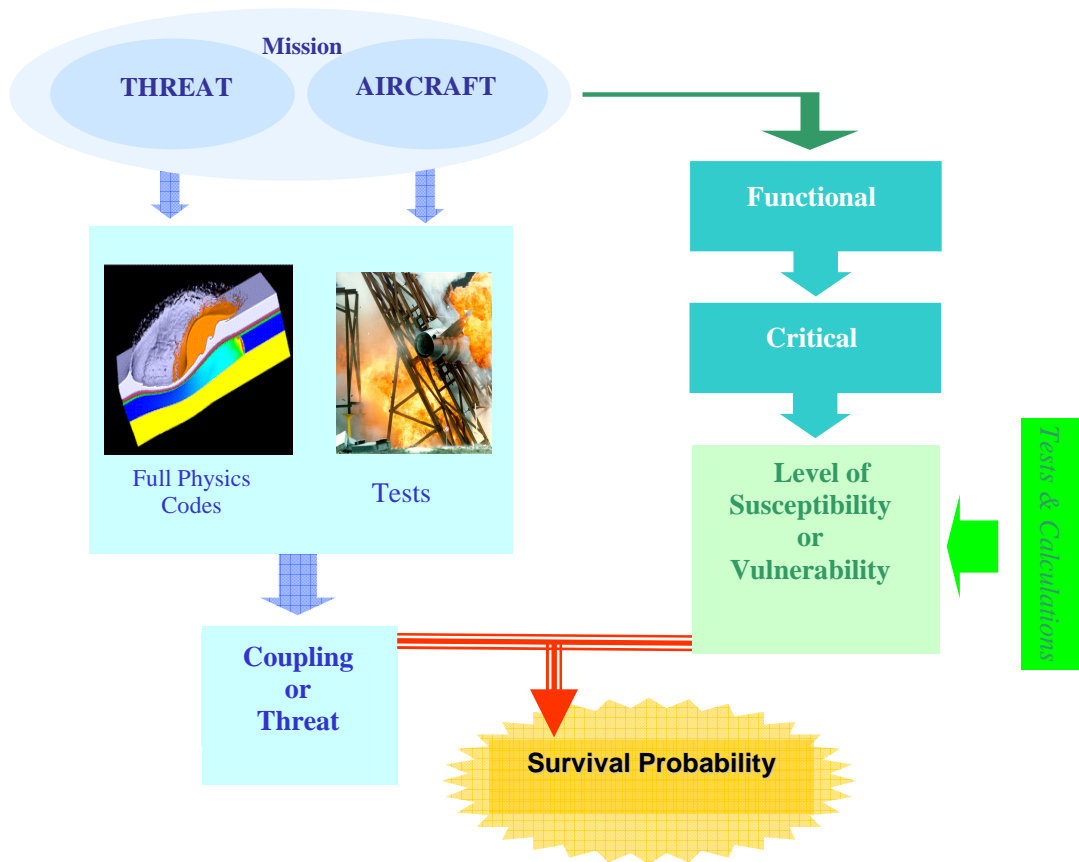 Mission
THREAT
AIRCRAFT
Functional
Critical
Full Physics
Codes
Tests
Level of
Susceptibility
or
Vulnerability
Tests & Calculations
Coupling
or
Threat
Survival Probability